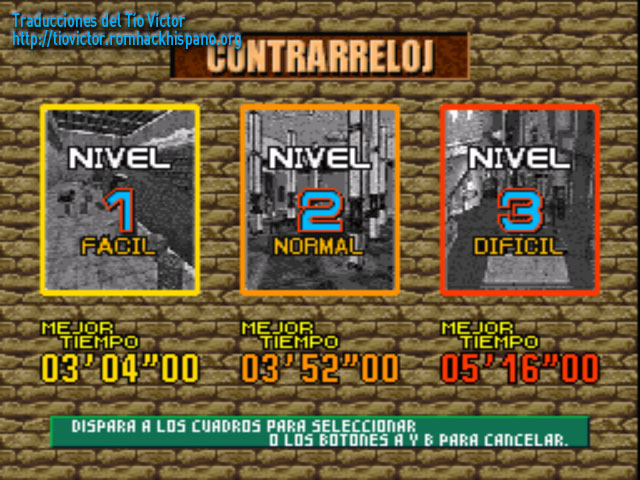 Traducciones del Tio Victor
http://tiovictor.romhackhispano.org
CONTRARRELOJ
NIVEL
1
FÁCIL
NIVEL
2
NORMAL
NIVEL
3
DIFÍCIL
MEJOR
TIEMPO
03'04"00
MEJOR
TIEMPO
03'52"00
MEJOR
TIEMPO
05'16"00
DISPARA A LOS CUADROS PARA SELECCIONAR
O LOS BOTONES A Y B PARA CANCELAR.